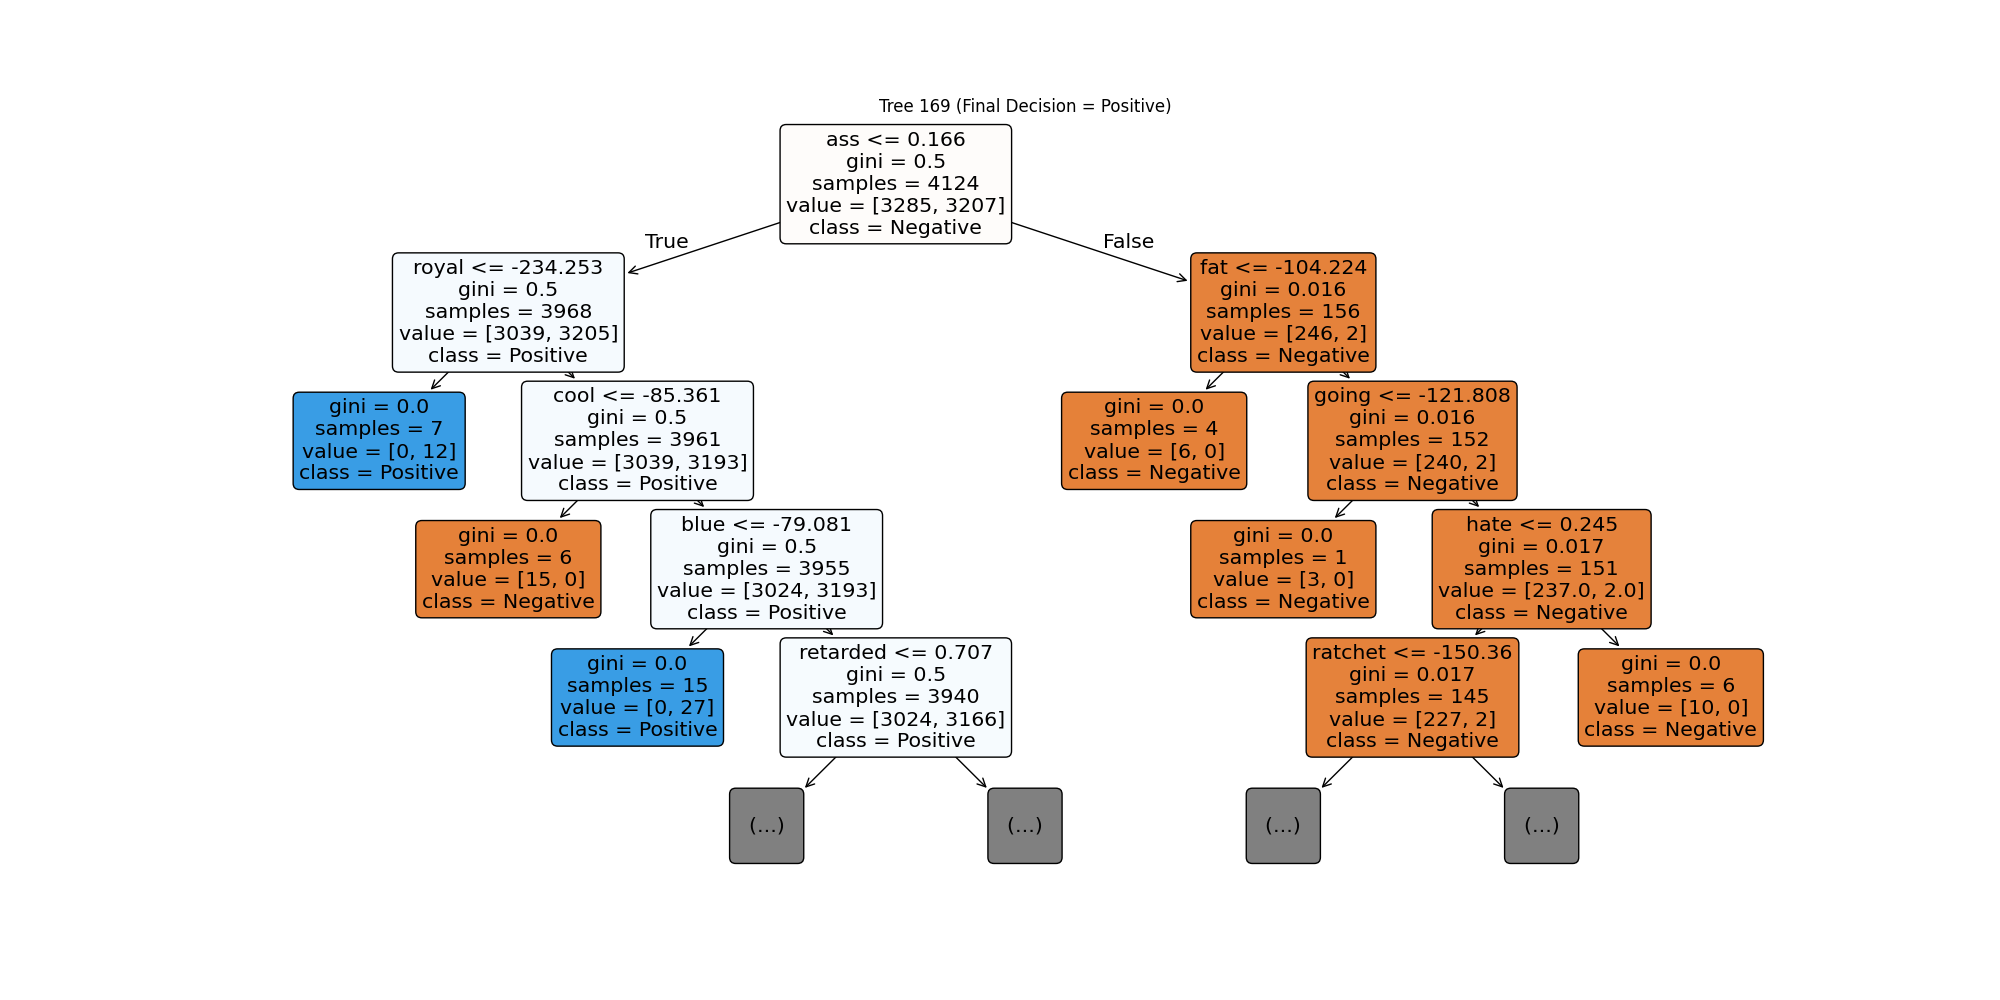 Tree 169 (Final Decision = Positive)
ass <= 0.166
gini = 0.5
samples = 4124
value = [3285, 3207]
class = Negative
True
False
royal <= -234.253
gini = 0.5
samples = 3968
value = [3039, 3205]
class = Positive
fat <= -104.224
gini = 0.016
samples = 156
value = [246, 2]
class = Negative
gini = 0.0
samples = 7
value = [0, 12]
class = Positive
cool <= -85.361
gini = 0.5
samples = 3961
value = [3039, 3193]
class = Positive
gini = 0.0
samples = 4
value = [6, 0]
class = Negative
going <= -121.808
gini = 0.016
samples = 152
value = [240, 2]
class = Negative
gini = 0.0
samples = 6
value = [15, 0]
class = Negative
blue <= -79.081
gini = 0.5
samples = 3955
value = [3024, 3193]
class = Positive
gini = 0.0
samples = 1
value = [3, 0]
class = Negative
hate <= 0.245
gini = 0.017
samples = 151
value = [237.0, 2.0]
class = Negative
gini = 0.0
samples = 15
value = [0, 27]
class = Positive
retarded <= 0.707
gini = 0.5
samples = 3940
value = [3024, 3166]
class = Positive
ratchet <= -150.36
gini = 0.017
samples = 145
value = [227, 2]
class = Negative
gini = 0.0
samples = 6
value = [10, 0]
class = Negative
(...)
(...)
(...)
(...)